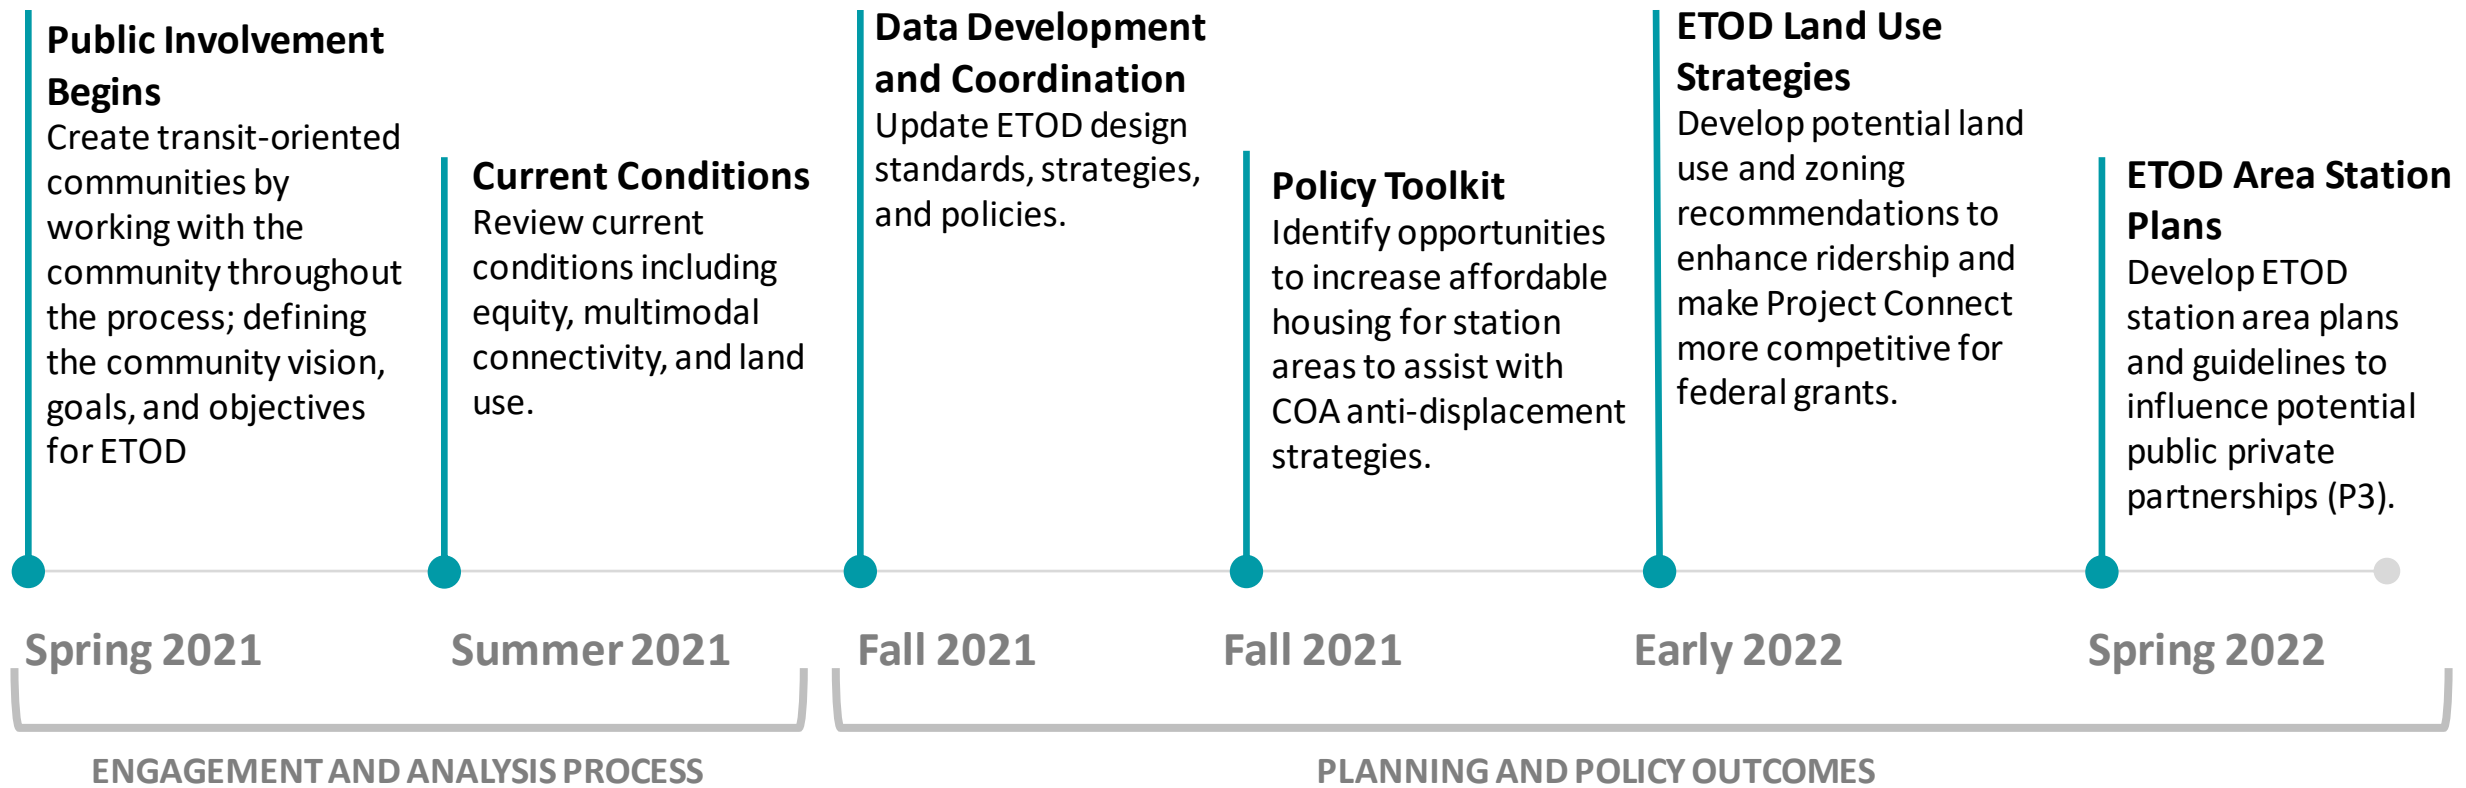 Public Involvement
Begins
Create transit-oriented
communities by
working with the
community throughout
the process; defining
the community vision,
goals, and objectives
for ETOD
Current Conditions
Review current
conditions including
equity, multimodal
connectivity, and land
use.
Data Development
and Coordination
Update ETOD design
standards, strategies,
and policies.
Policy Toolkit
Identify opportunities
to increase affordable
housing for station
areas to assist with
COA anti-displacement
strategies.
ETOD Land Use
Strategies
Develop potential land
use and zoning
recommendations to
enhance ridership and
make Project Connect
more competitive for
federal grants.
ETOD Area Station
Plans
Develop ETOD
station area plans
and guidelines to
influence potential
public private
partnerships (P3).
Spring 2021
Summer 2021
Fall 2021
Fall 2021
Early 2022
Spring 2022
ENGAGEMENT AND ANALYSIS PROCESS
PLANNING AND POLICY OUTCOMES